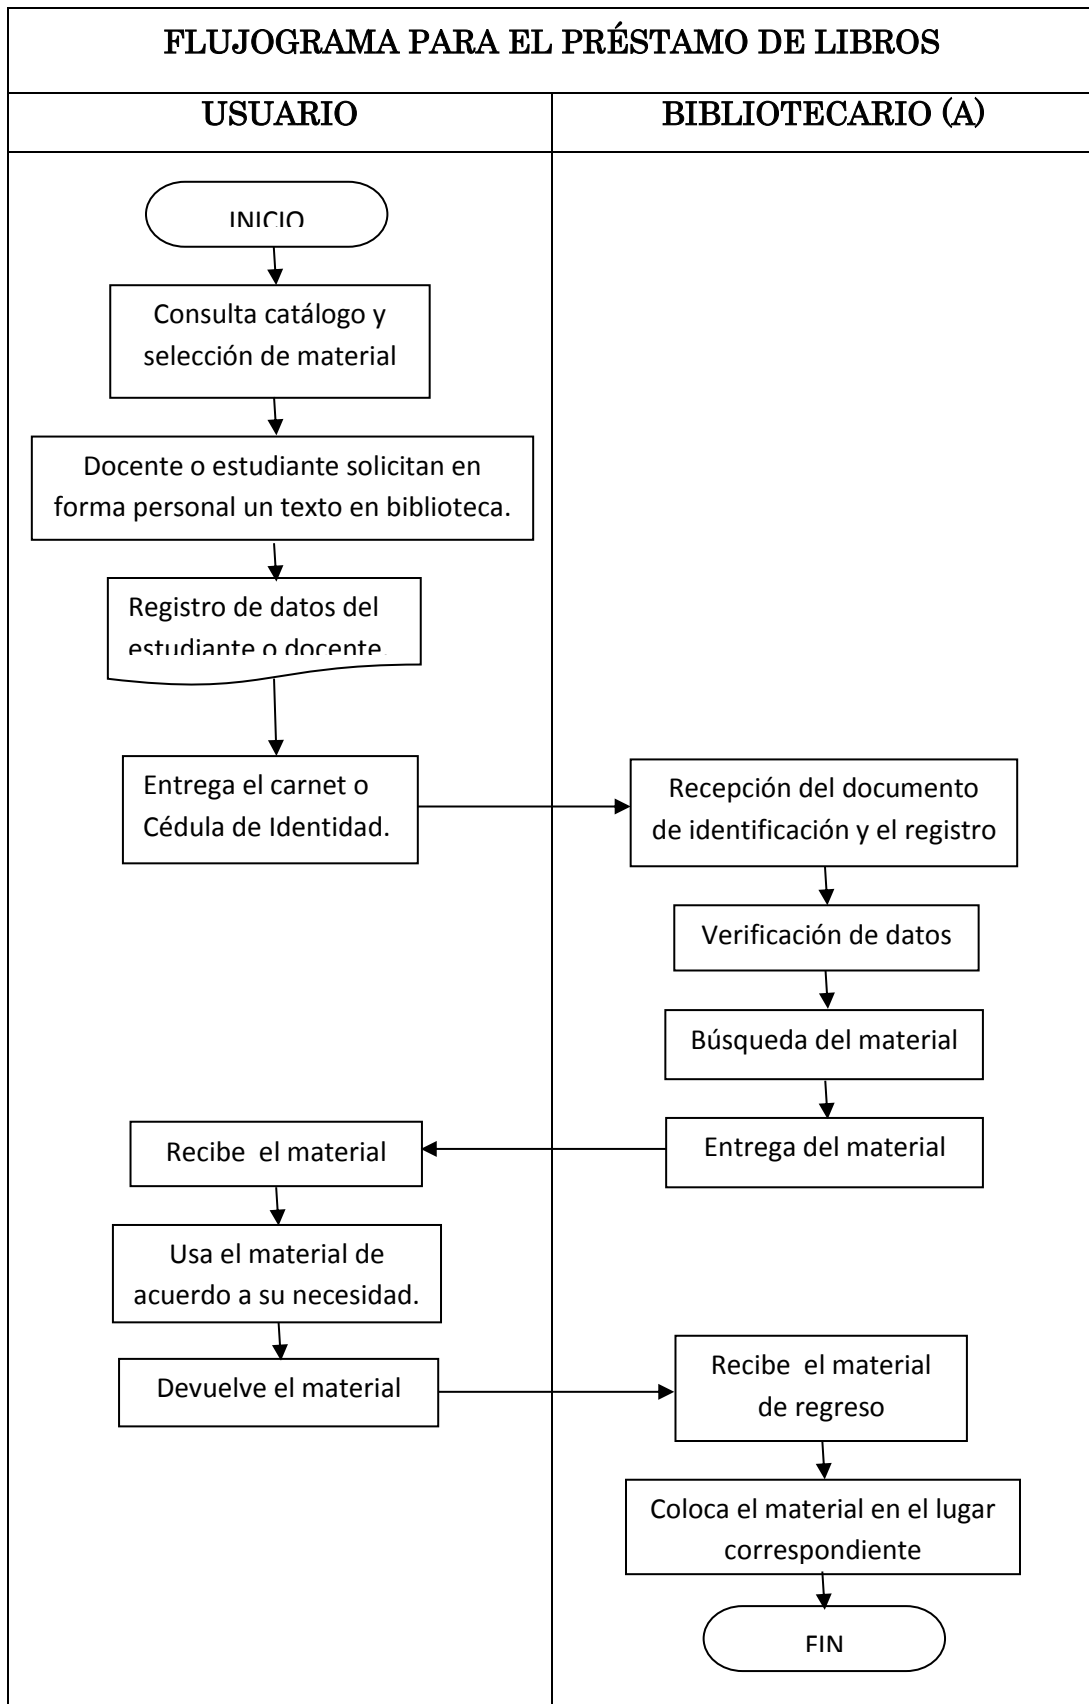 FLUJOGRAMA PARA EL PRÉSTAMO DE LIBROS
USUARIO
BIBLIOTECARIO (A)
INICIO
Consulta catálogo y
selección de material
Docente o estudiante solicitan en
forma personal un texto en biblioteca.
Registro de datos del
estudiante o docente.
Entrega el carnet o
Cédula de Identidad.
Recepción del documento
de identificación y el registro
Verificación de datos
Búsqueda del material
Entrega del material
Recibe el material
Usa el material de
acuerdo a su necesidad.
Devuelve el material
Recibe el material
de regreso
Coloca el material en el lugar
correspondiente
FIN